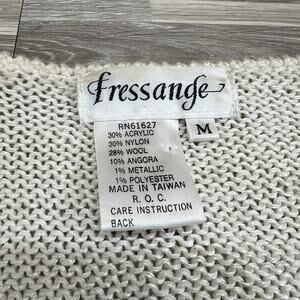 fressange
RN61627
30% ACRYLIC
30% NYLON
28% WOOL
10% ANGORA
1% METALLIC
1% POLYESTER
MADE IN TAIWAN
R. O. C.
CARE INSTRUCTION
BACK
M